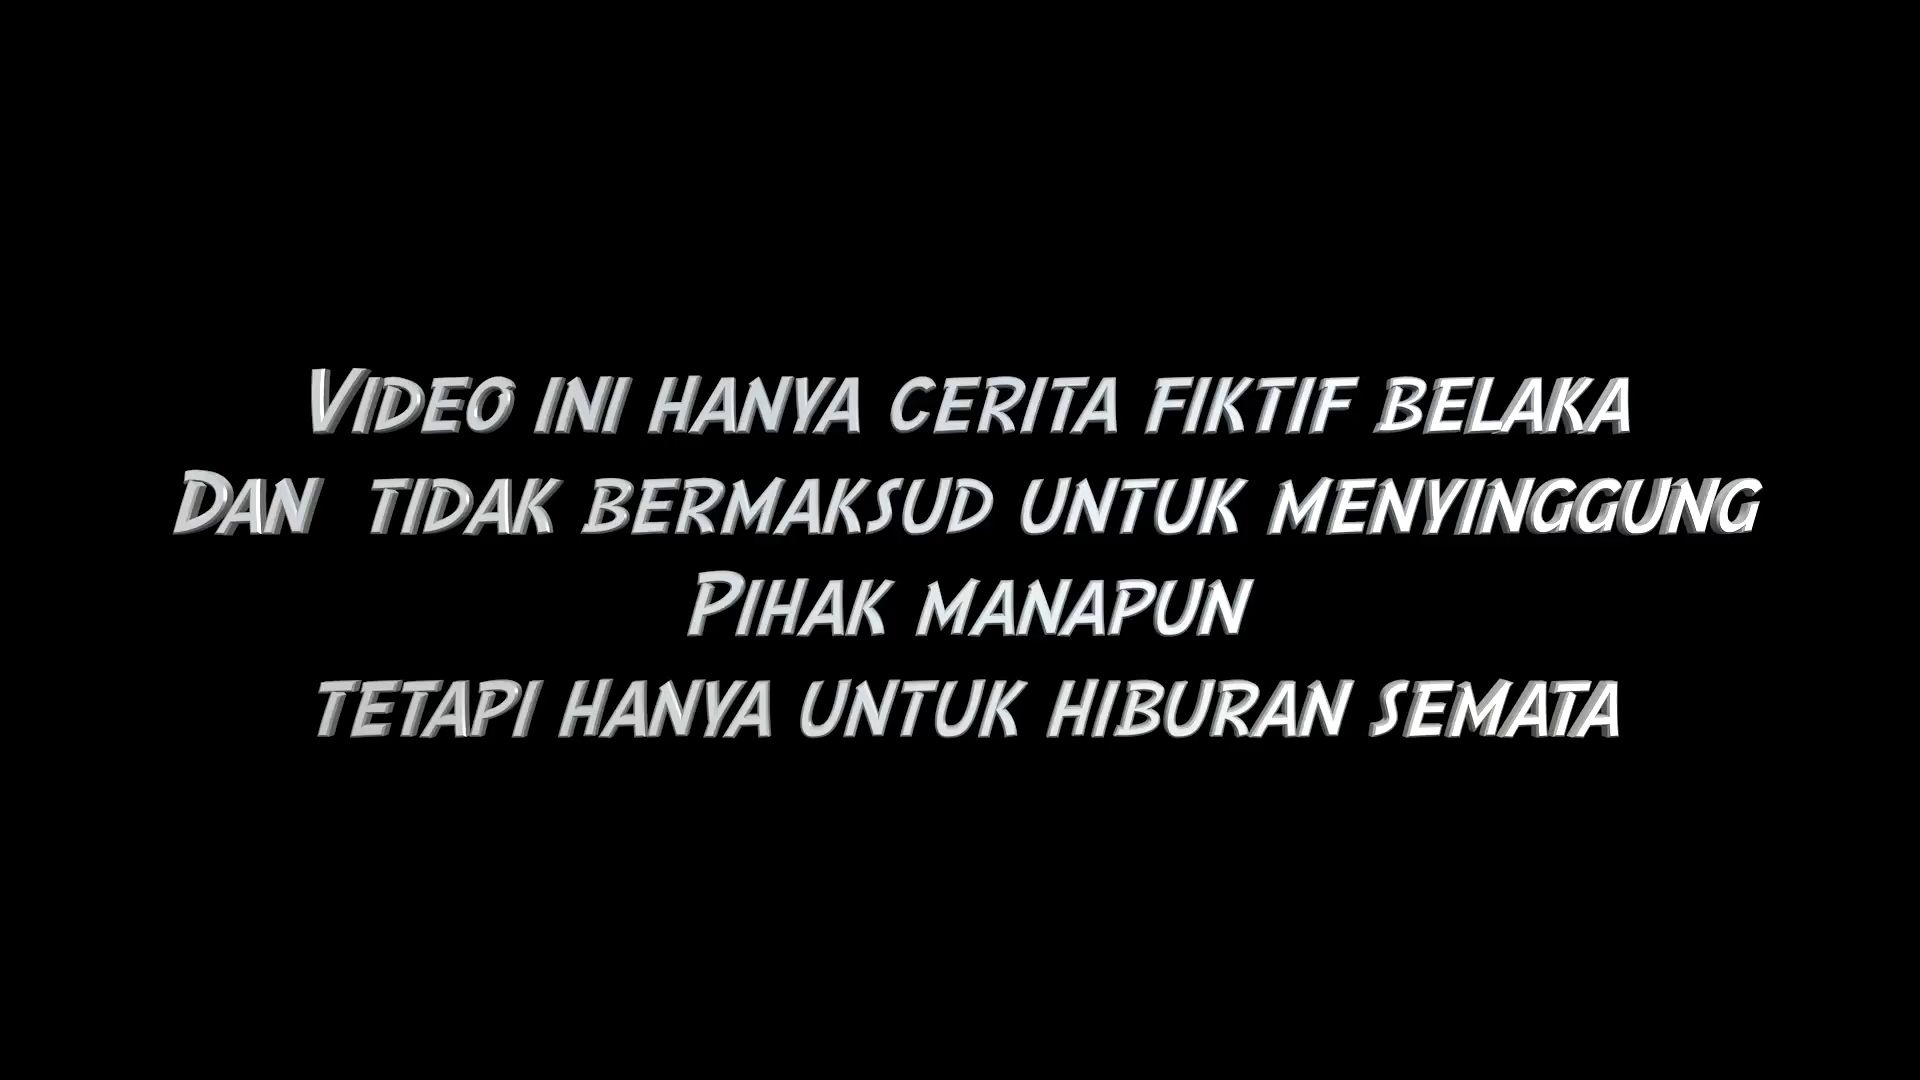 VIDEO INI HANYA CERITA FIKTIF BELAKA
DAN TIDAK BERMAKSUD UNTUK MENYINGGUNG
PIHAK MANAPUN
TETAPI HANYA UNTUK HIBURAN SEMATA